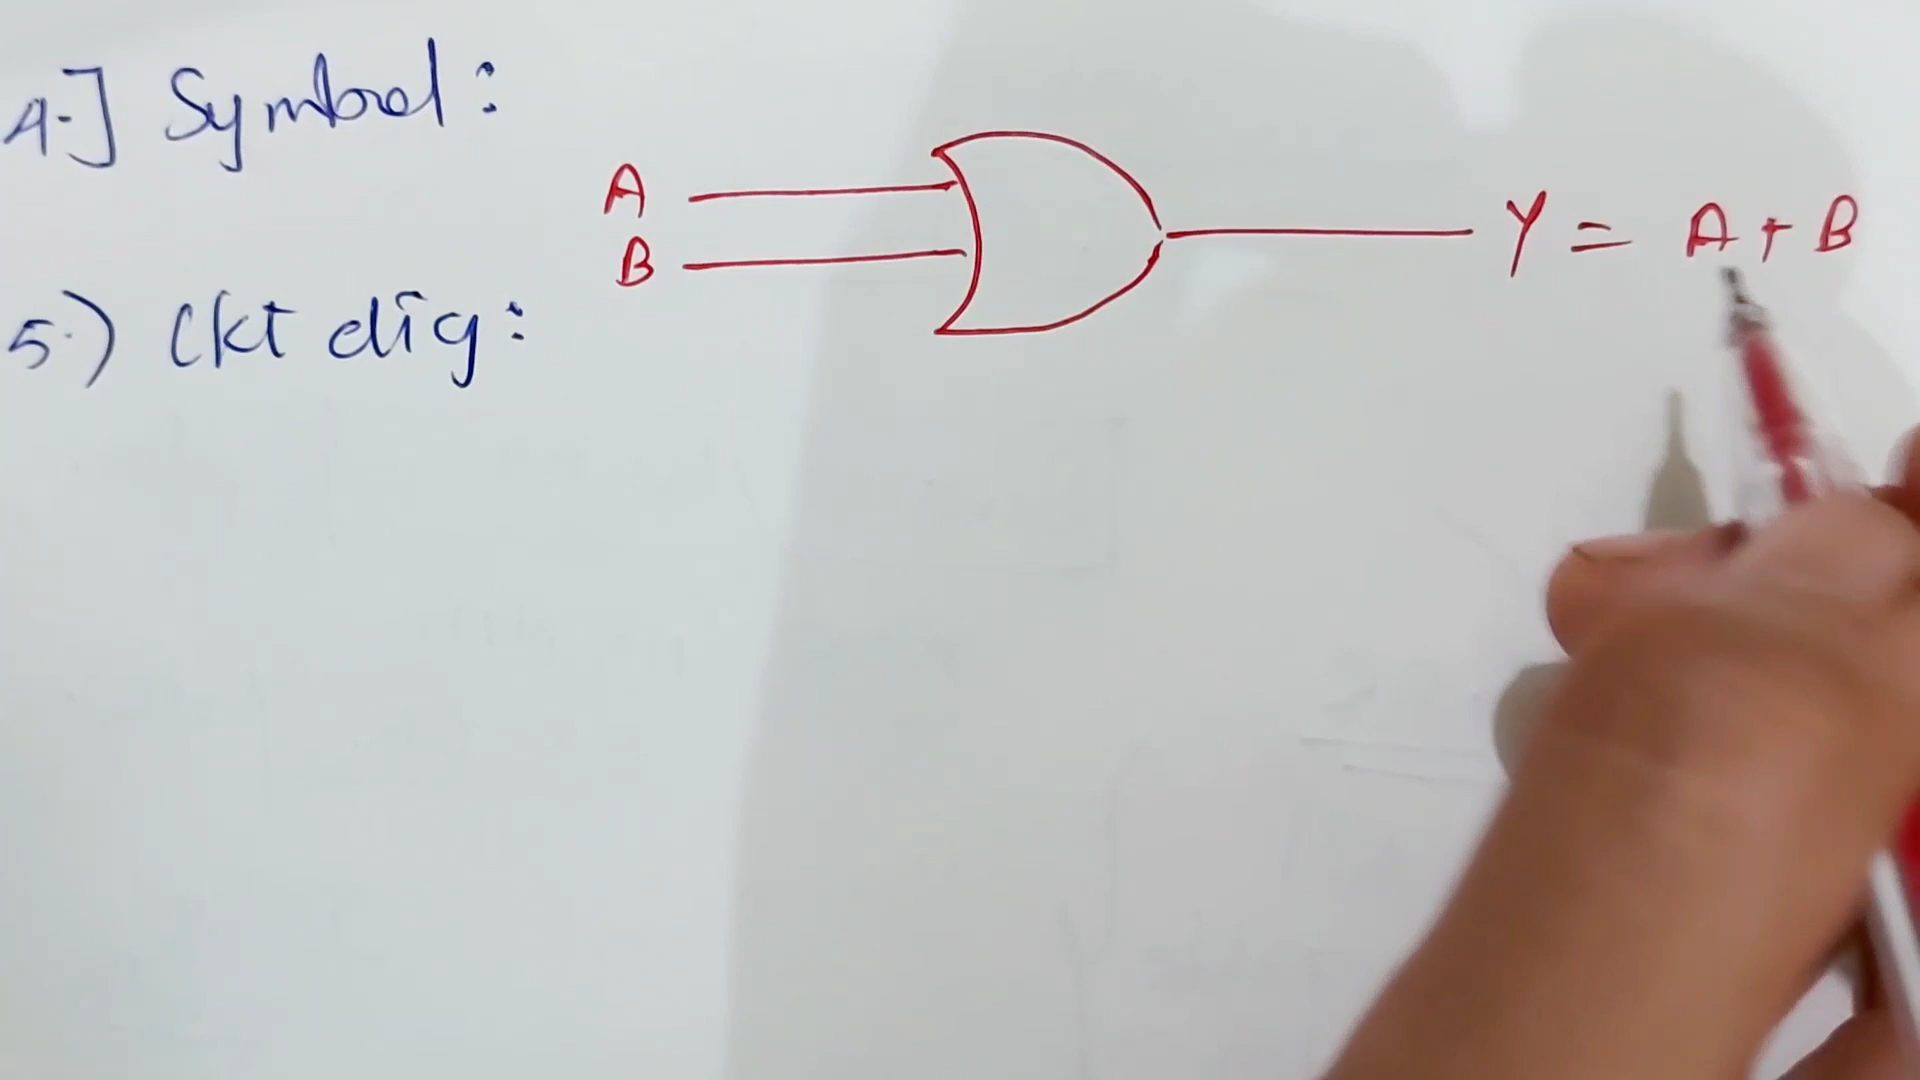 4.] Symbol:
A
B
Y = A + B
5.) Ckt dig: